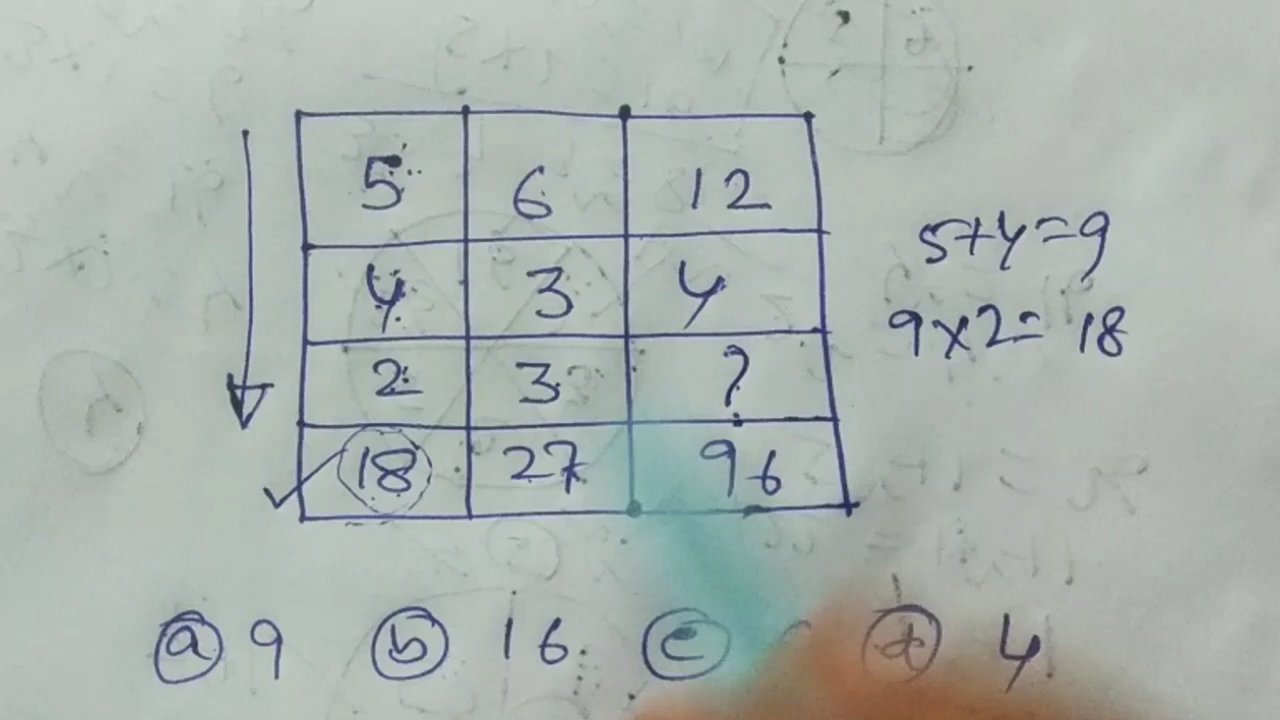 5 6 12
4 3 4
2 3 ?
18 27 96
5+4=9
9×2=18
a 9 b 16 c d 4